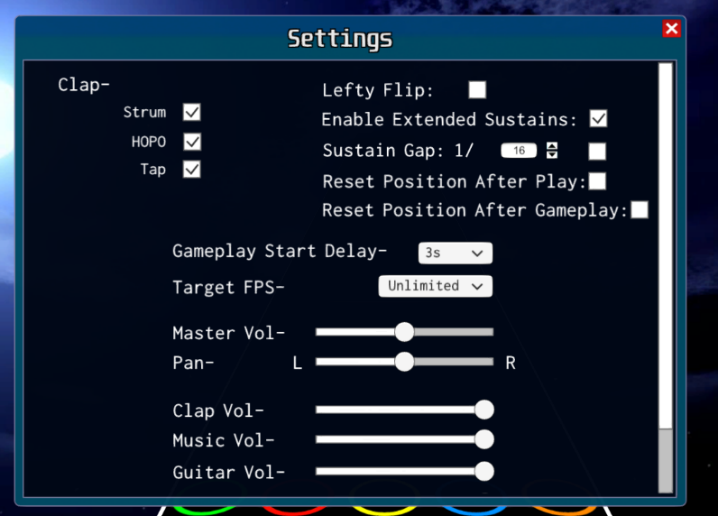 Settings
Clap-
Strum
HOPO
Tap
Lefty Flip:
Enable Extended Sustains:
Sustain Gap: 1/ 16
Reset Position After Play:
Reset Position After Gameplay:
Gameplay Start Delay- 3s
Target FPS- Unlimited
Master Vol-
Pan- L R
Clap Vol-
Music Vol-
Guitar Vol-